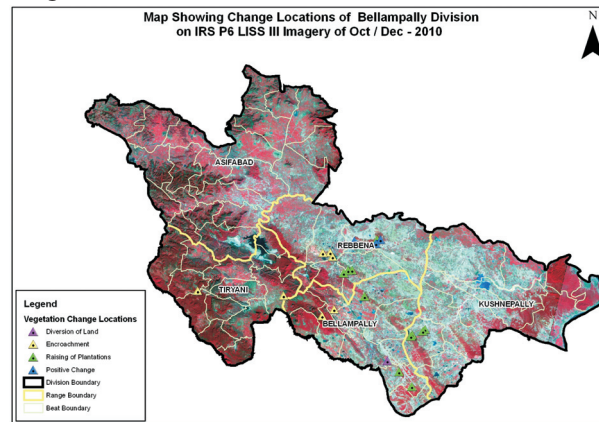 Map Showing Change Locations of Bellampally Division
on IRS P6 LISS III Imagery of Oct / Dec - 2010
N
ASIFABAD
REBBENA
TIRYANI
KUSHNEPALLY
BELLAMPALLY
Legend
Vegetation Change Locations
Diversion of Land
Encroachment
Raising of Plantations
Positive Change
Division Boundary
Range Boundary
Beat Boundary